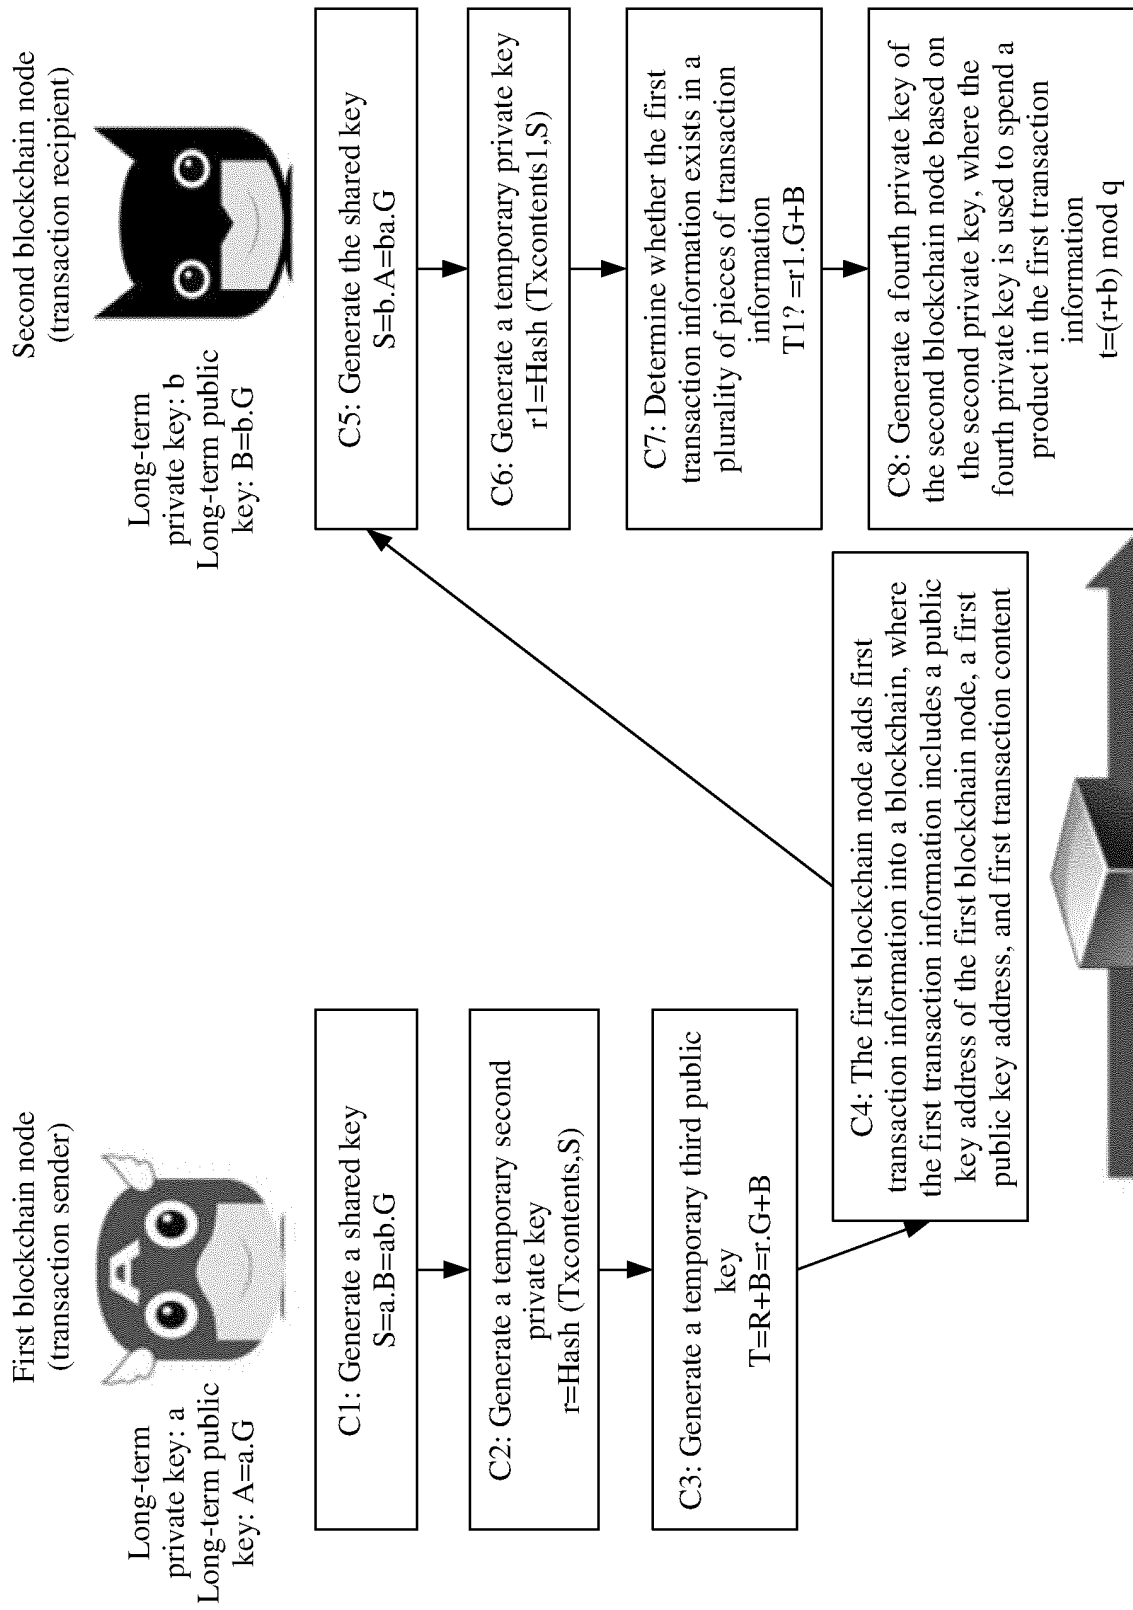 First blockchain node
(transaction sender)
Long-term
private key: a
Long-term public
key: A=a.G
C1: Generate a shared key
S=a.B=ab.G
C2: Generate a temporary second
private key
r=Hash (Txcontents,S)
C3: Generate a temporary third public
key
T=R+B=r.G+B
C4: The first blockchain node adds first
transaction information into a blockchain, where
the first transaction information includes a public
key address of the first blockchain node, a first
public key address, and first transaction content
Second blockchain node
(transaction recipient)
Long-term
private key: b
Long-term public
key: B=b.G
C5: Generate the shared key
S=b.A=ba.G
C6: Generate a temporary private key
r1=Hash (Txcontents1,S)
C7: Determine whether the first
transaction information exists in a
plurality of pieces of transaction
information
T1? =r1.G+B
C8: Generate a fourth private key of
the second blockchain node based on
the second private key, where the
fourth private key is used to spend a
product in the first transaction
information
t=(r+b) mod q